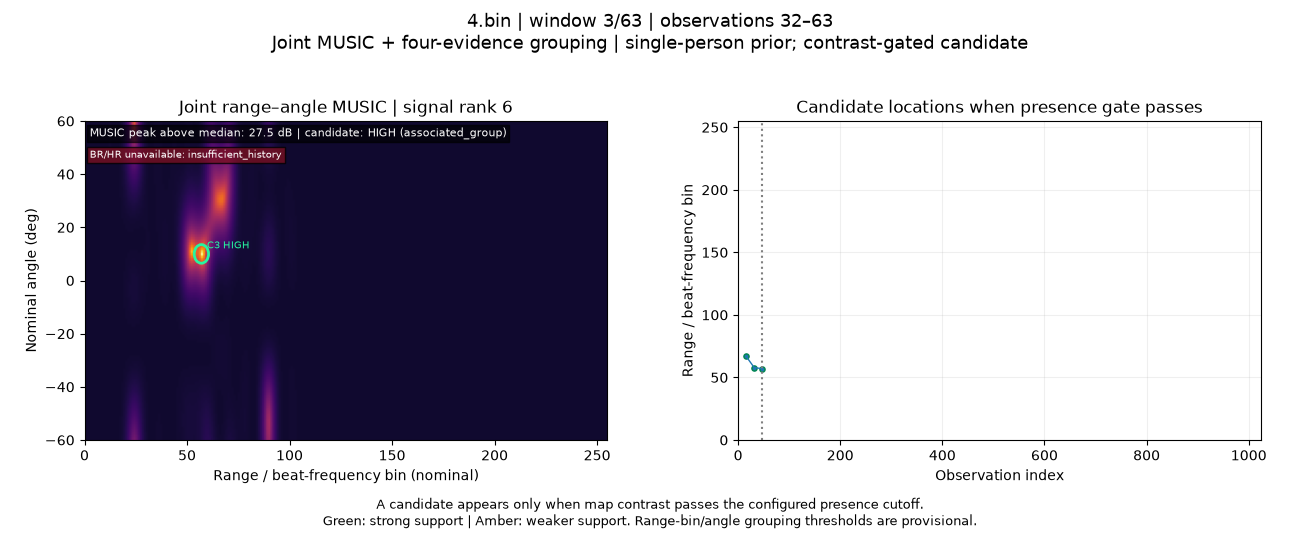 4.bin | window 3/63 | observations 32–63
Joint MUSIC + four-evidence grouping | single-person prior; contrast-gated candidate
Joint range–angle MUSIC | signal rank 6
MUSIC peak above median: 27.5 dB | candidate: HIGH (associated_group)
BR/HR unavailable: insufficient_history
C3 HIGH
60
40
20
0
−20
−40
−60
Nominal angle (deg)
0 50 100 150 200 250
Range / beat-frequency bin (nominal)
Candidate locations when presence gate passes
250
200
150
100
50
0
Range / beat-frequency bin
0 200 400 600 800 1000
Observation index
A candidate appears only when map contrast passes the configured presence cutoff.
Green: strong support | Amber: weaker support. Range-bin/angle grouping thresholds are provisional.